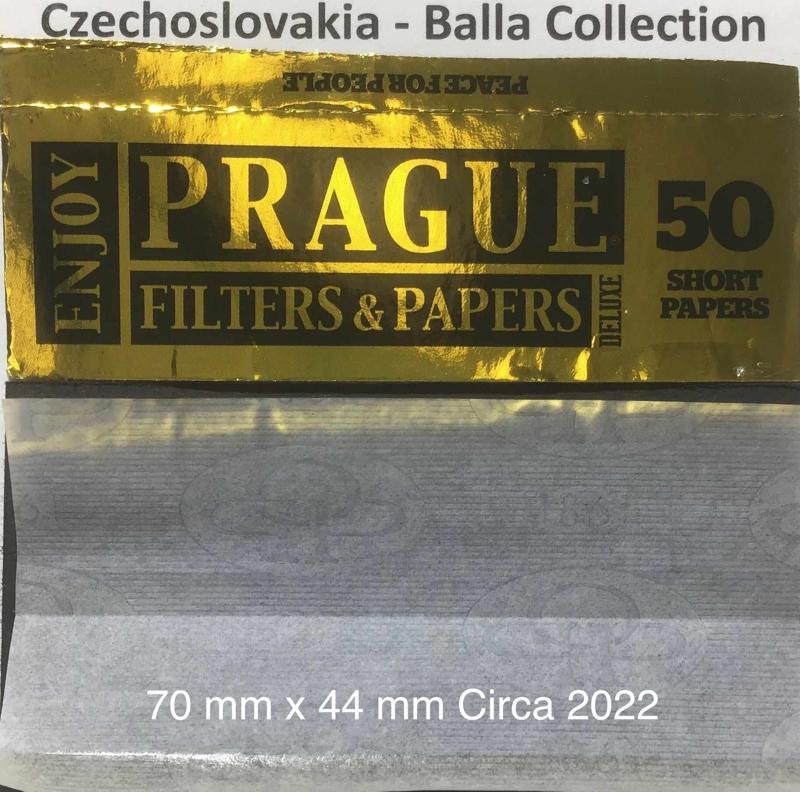 Czechoslovakia - Balla Collection
PEACE FOR PEOPLE
ENJOY
PRAGUE®
FILTERS & PAPERS
DELUXE
50
SHORT
PAPERS
70 mm x 44 mm Circa 2022